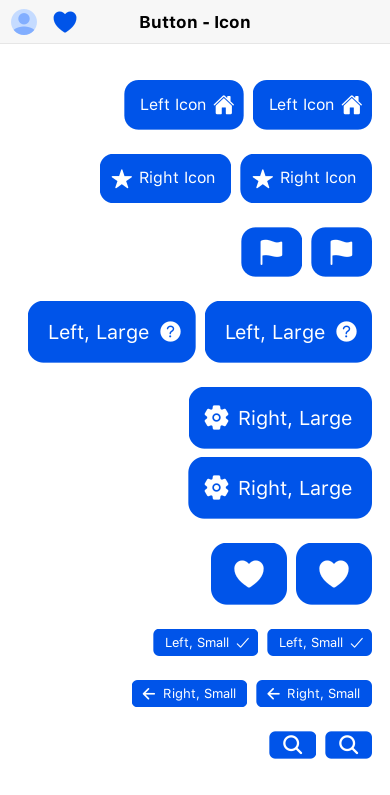 Button - Icon
Left Icon Left Icon
Right Icon Right Icon
Left, Large Left, Large
Right, Large
Right, Large
Left, Small Left, Small
Right, Small Right, Small